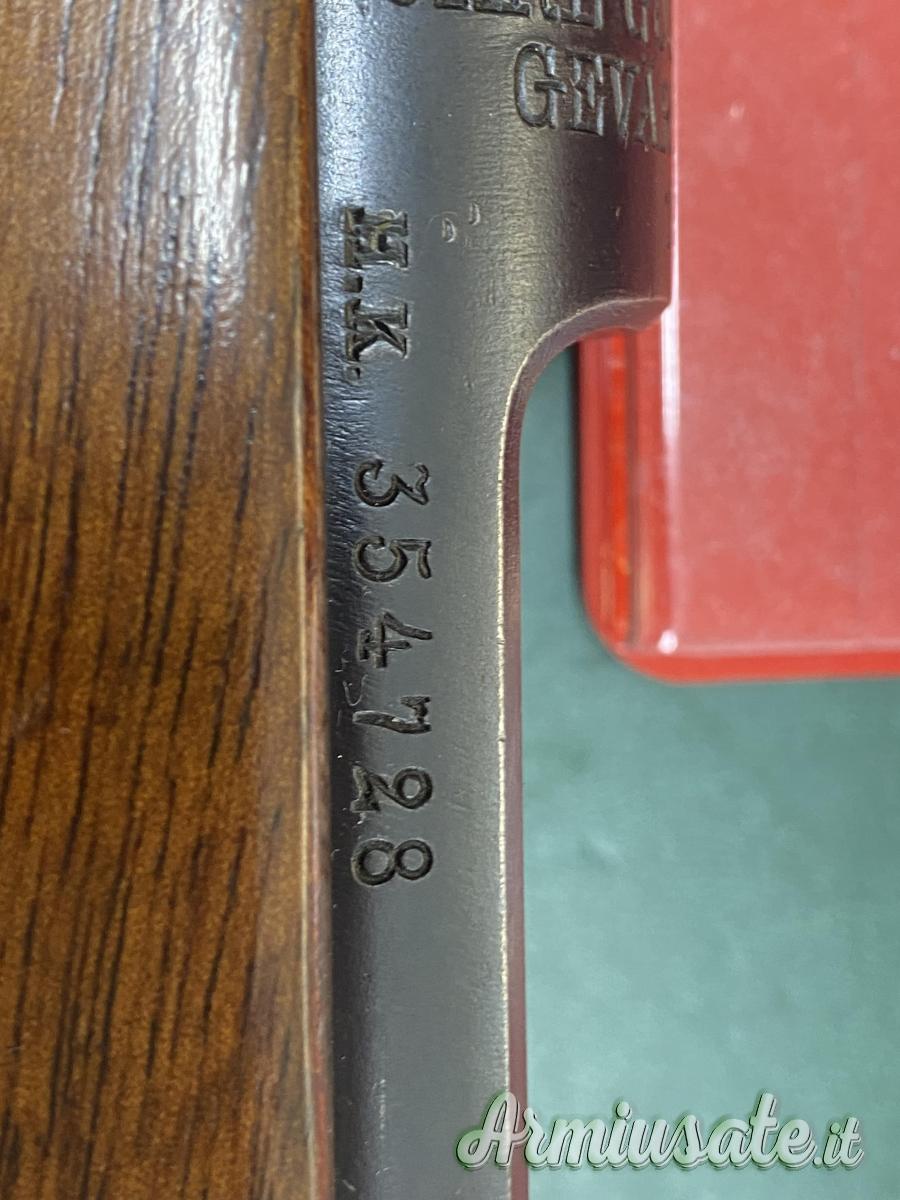 GEVA
H.K.
354728
Armiusate.it